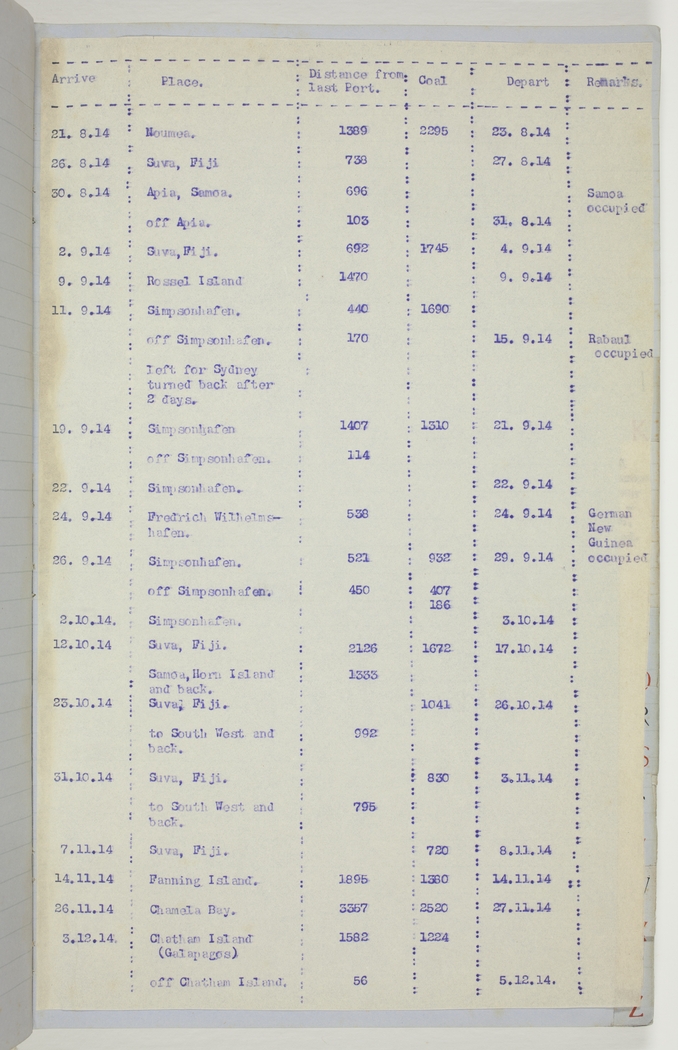 Arrive Place. Distance from last Port. Coal Depart Remarks.
21. 8.14 Noumea. 1389 2295 23. 8.14
26. 8.14 Suva, Fiji 738 27. 8.14
30. 8.14 Apia, Samoa. 696 Samoa occupied
off Apia. 103 31. 8.14
2. 9.14 Suva,Fiji. 692 1745 4. 9.14
9. 9.14 Rossel Island 1470 9. 9.14
11. 9.14 Simpsonhafen. 440 1690
off Simpsonhafen. 170 15. 9.14 Rabaul occupied
left for Sydney
turned back after
2 days.
19. 9.14 Simpsonhafen 1407 1310 21. 9.14
off Simpsonhafen. 114
22. 9.14 Simpsonhafen. 22. 9.14
24. 9.14 Fredrich Wilhelms- 538 24. 9.14 German
hafen. New
Guinea
26. 9.14 Simpsonhafen. 521 932 29. 9.14 occupied
off Simpsonhafen. 450 407
186
2.10.14. Simpsonhafen. 3.10.14
12.10.14 Suva, Fiji. 2126 1672 17.10.14
Samoa,Horn Island 1333
and back.
23.10.14 Suva, Fiji. 1041 26.10.14
to South West and 992
back.
31.10.14 Suva, Fiji. 830 3.11.14
to South West and 795
back.
7.11.14 Suva, Fiji. 720 8.11.14
14.11.14 Fanning Island. 1895 1380 14.11.14
26.11.14 Chamela Bay. 3357 2520 27.11.14
3.12.14. Chatham Island 1582 1224
(Galapagos)
off Chatham Island. 56 5.12.14.